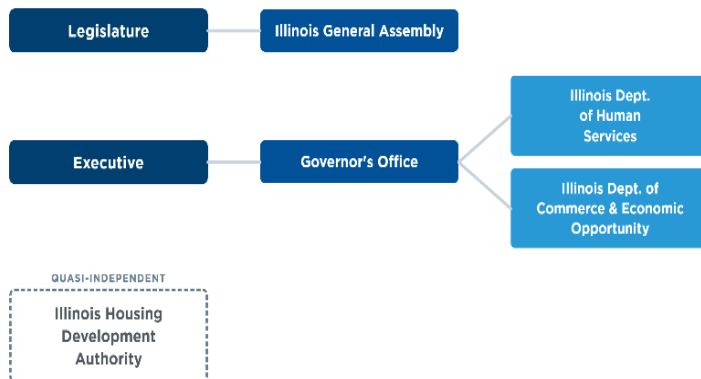 Legislature
Illinois General Assembly
Executive
Governor's Office
Illinois Dept.
of Human
Services
Illinois Dept. of
Commerce & Economic
Opportunity
QUASI-INDEPENDENT
Illinois Housing
Development
Authority